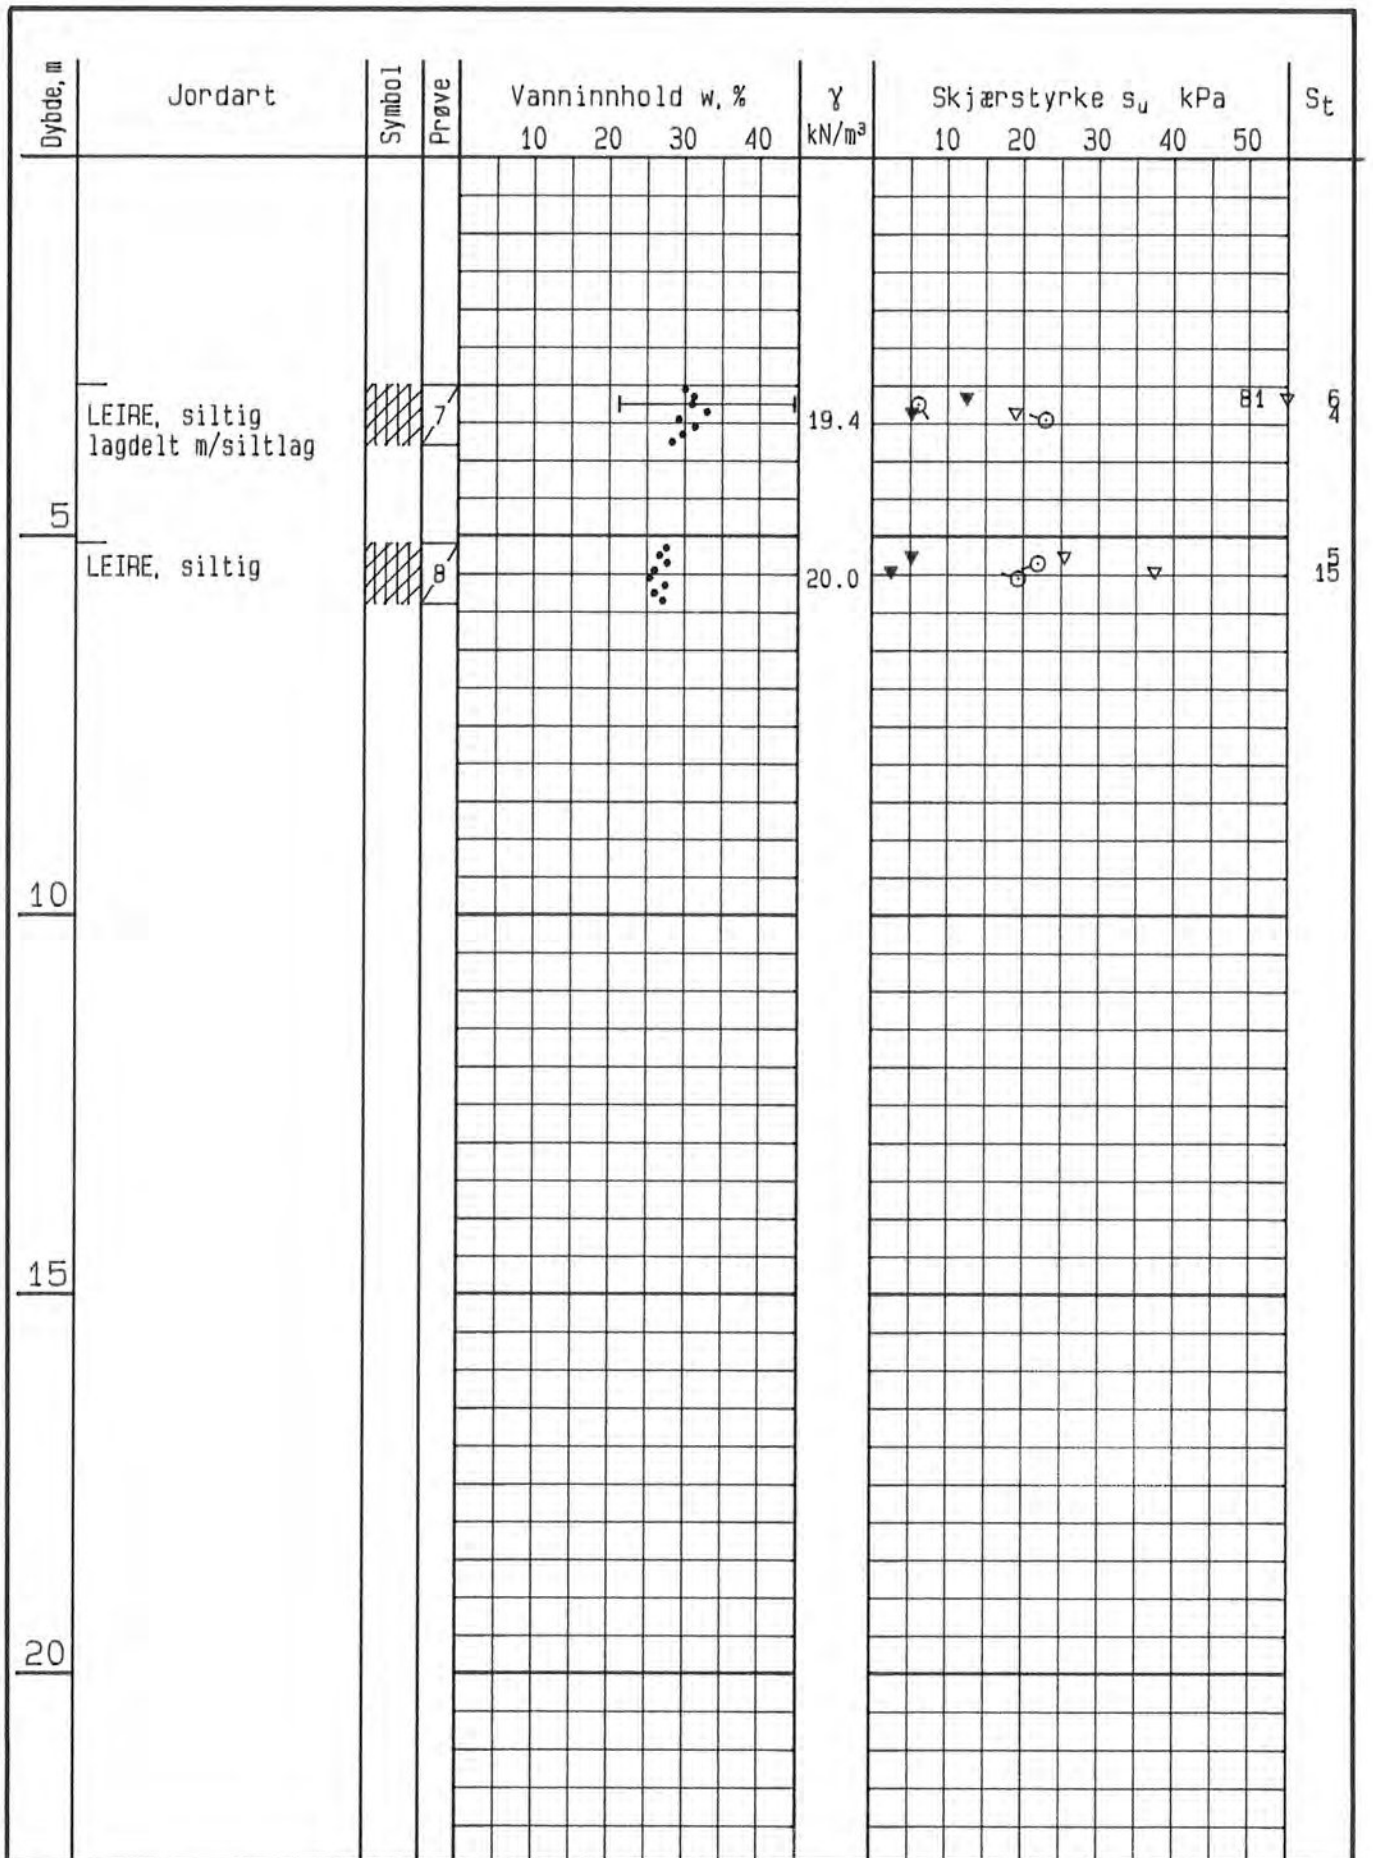 Dybde, m Jordart Symbol Prøve Vanninnhold w, % γ kN/m³ Skjærstyrke su kPa St
10 20 30 40 10 20 30 40 50
LEIRE, siltig 7 19.4 81 6
lagdelt m/siltlag 4
5
LEIRE, siltig 8 20.0 5
15
10
15
20